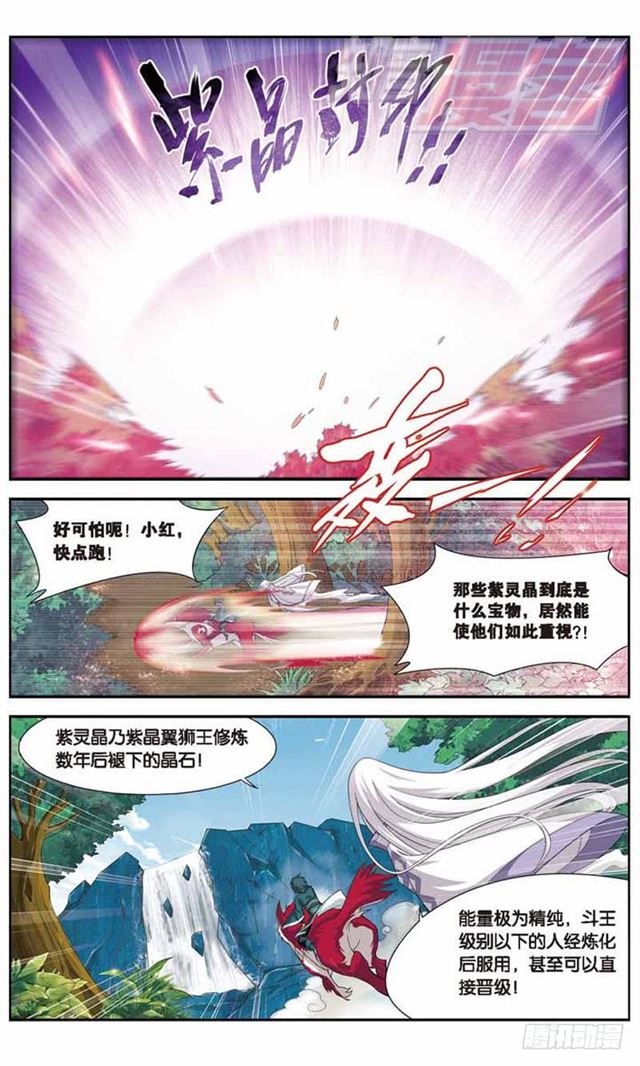 紫晶封印!!
轰—!!
好可怕呃！小红，
快点跑！
那些紫灵晶到底是
什么宝物，居然能
使他们如此重视?!
紫灵晶乃紫晶翼狮王修炼
数年后褪下的晶石！
能量极为精纯，斗王
级别以下的人经炼化
后服用，甚至可以直
接晋级！
腾讯动漫